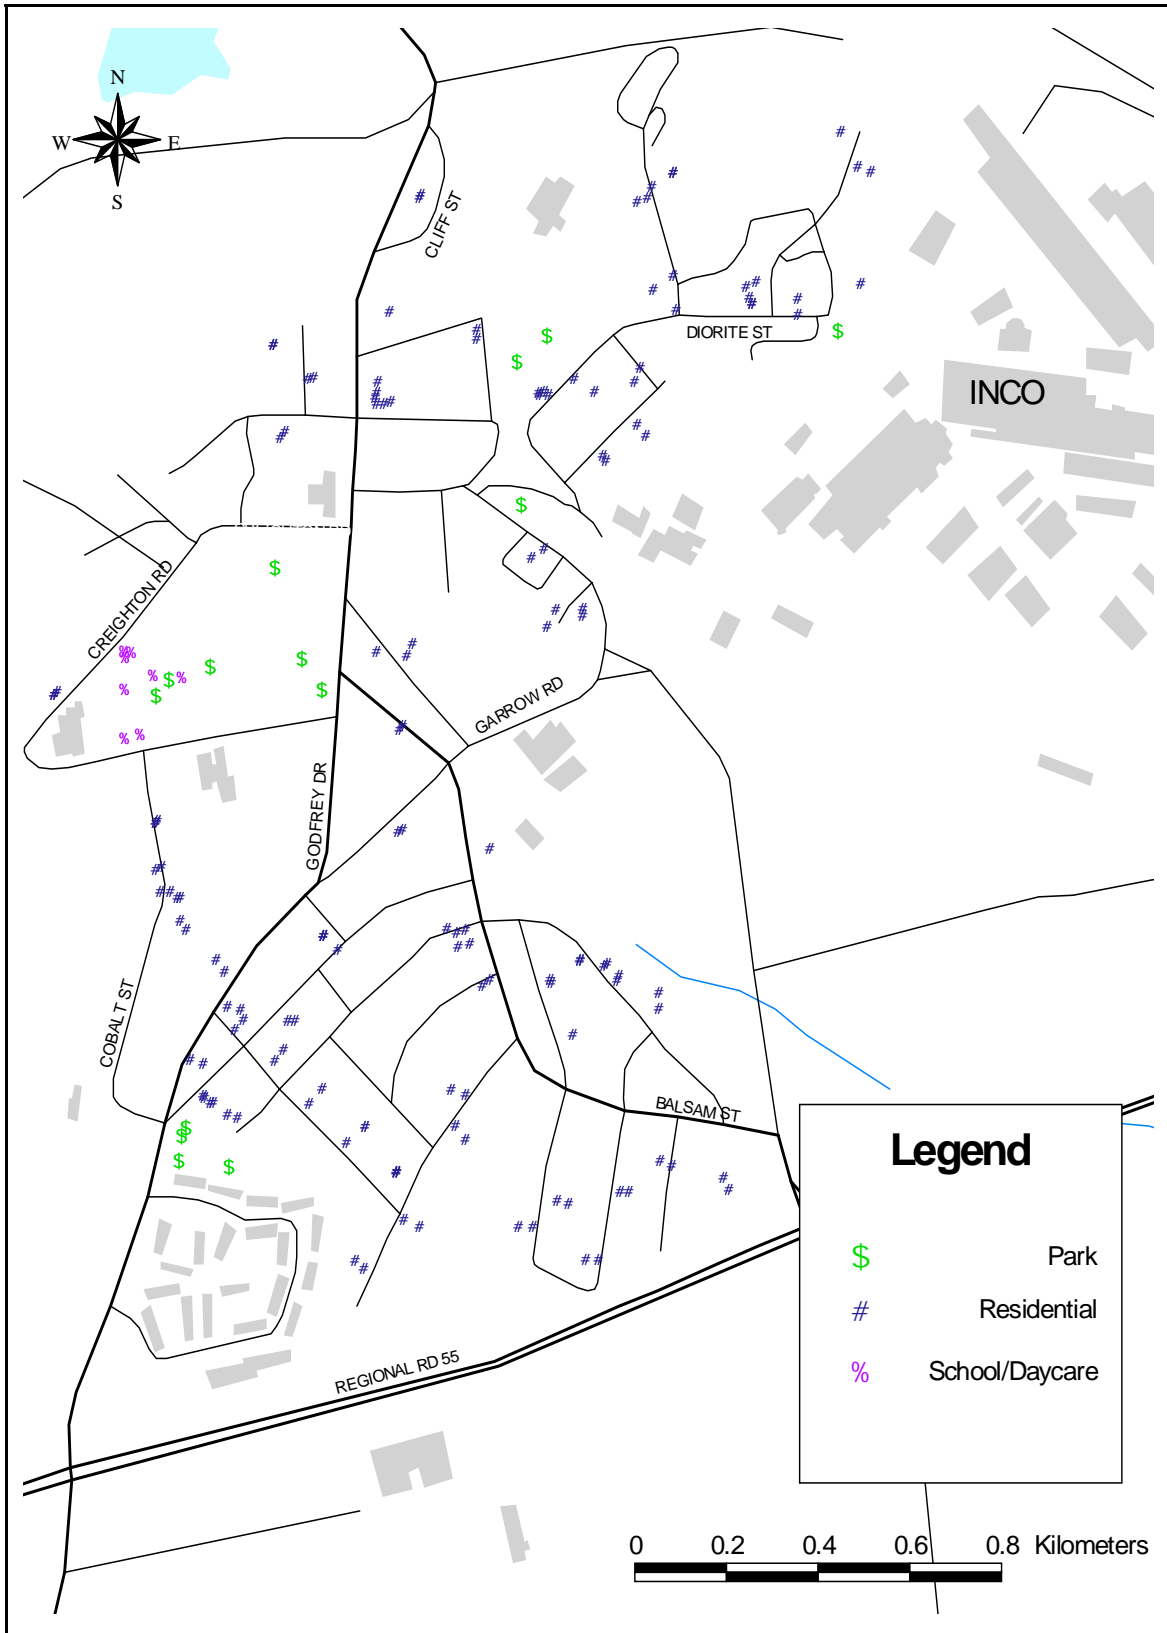 N
W E
S
CLIFF ST
DIORITE ST
INCO
CREIGHTON RD
GARROW RD
GODFREY DR
COBALT ST
BALSAM ST
REGIONAL RD 55
Legend
$ Park
# Residential
% School/Daycare
0 0.2 0.4 0.6 0.8 Kilometers